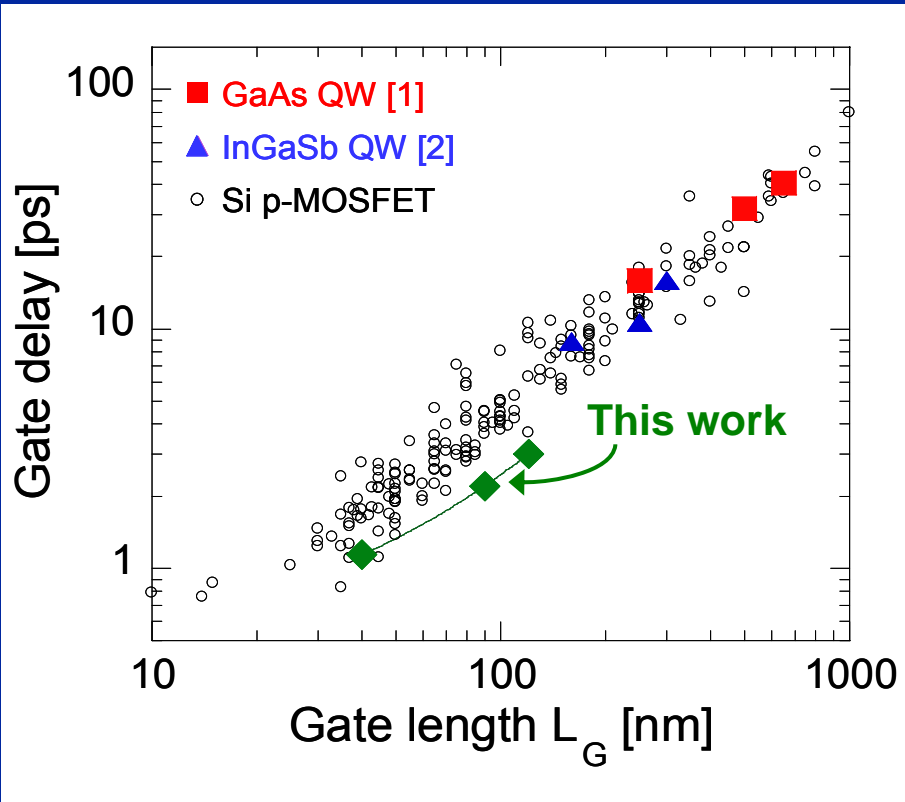 100
GaAs QW [1]
InGaSb QW [2]
Si p-MOSFET
Gate delay [ps]
10
This work
1
10
100
1000
Gate length L_G [nm]